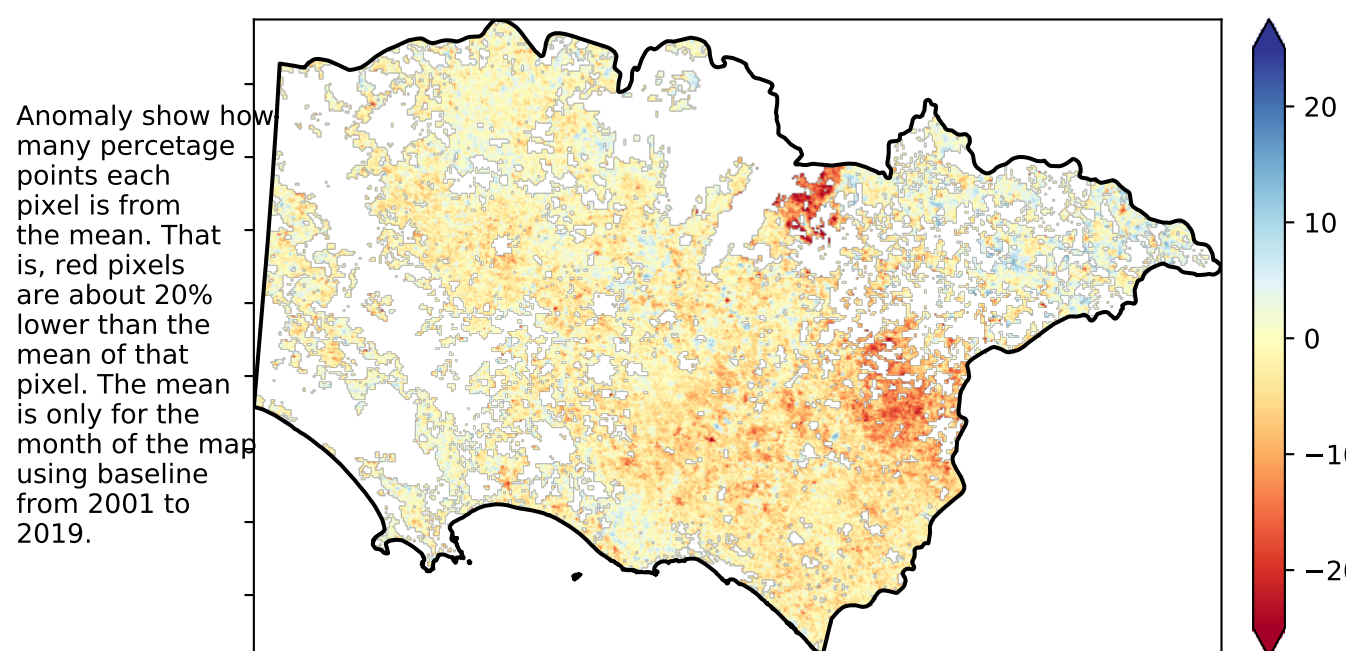 Anomaly show how
many percetage
points each
pixel is from
the mean. That
is, red pixels
are about 20%
lower than the
mean of that
pixel. The mean
is only for the
month of the map
using baseline
from 2001 to
2019.
20
10
0
−10
−20